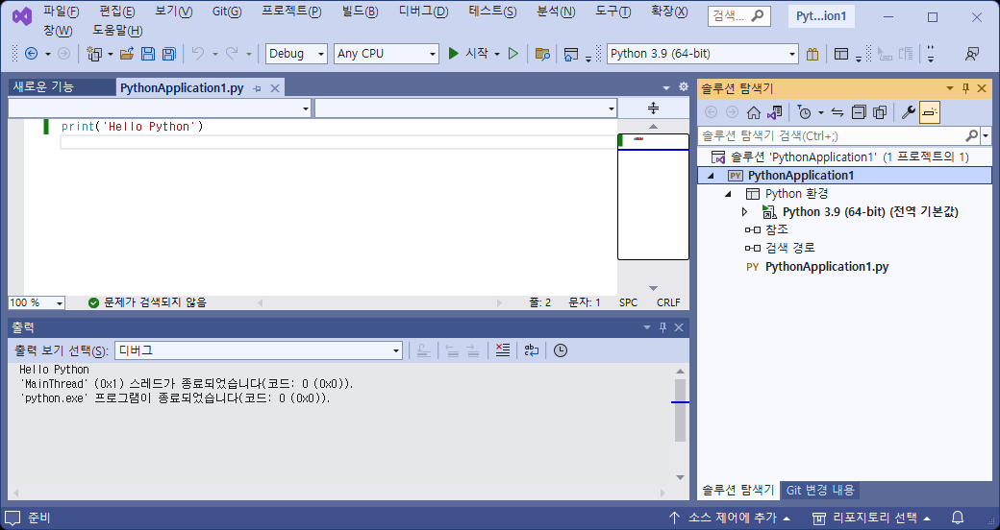 파일(F) 편집(E) 보기(V) Git(G) 프로젝트(P) 빌드(B) 디버그(D) 테스트(S) 분석(N) 도구(T) 확장(X) 검색... Pyt...ion1
창(W) 도움말(H)
Debug Any CPU 시작 Python 3.9 (64-bit)
새로운 기능 PythonApplication1.py
print('Hello Python')
100 % 문제가 검색되지 않음 줄: 2 문자: 1 SPC CRLF
출력
출력 보기 선택(S): 디버그
Hello Python
'MainThread' (0x1) 스레드가 종료되었습니다(코드: 0 (0x0)).
'python.exe' 프로그램이 종료되었습니다(코드: 0 (0x0)).
솔루션 탐색기
솔루션 탐색기 검색(Ctrl+;)
솔루션 'PythonApplication1' (1 프로젝트의 1)
PY PythonApplication1
Python 환경
Python 3.9 (64-bit) (전역 기본값)
참조
검색 경로
PY PythonApplication1.py
솔루션 탐색기 Git 변경 내용
준비 소스 제어에 추가 리포지토리 선택